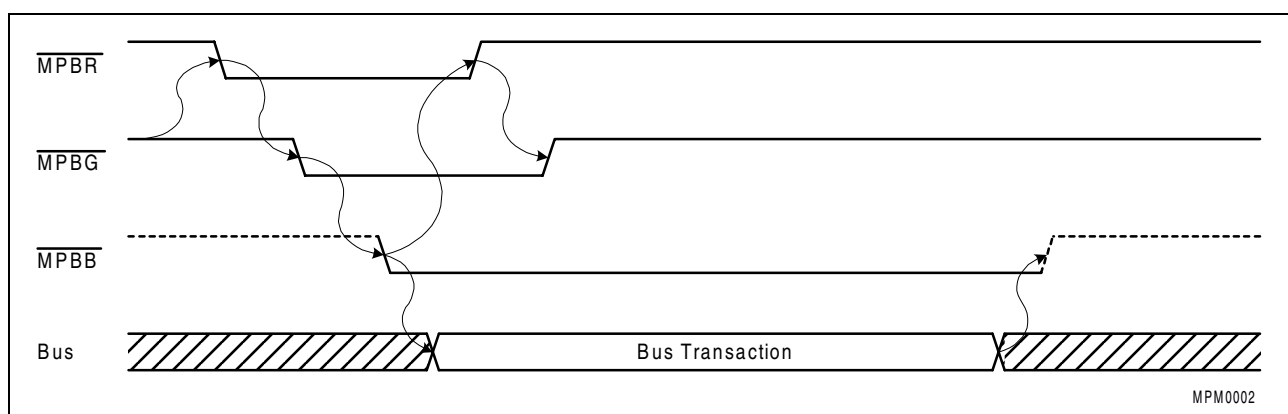 MPBR
MPBG
MPBB
Bus
Bus Transaction
MPM0002